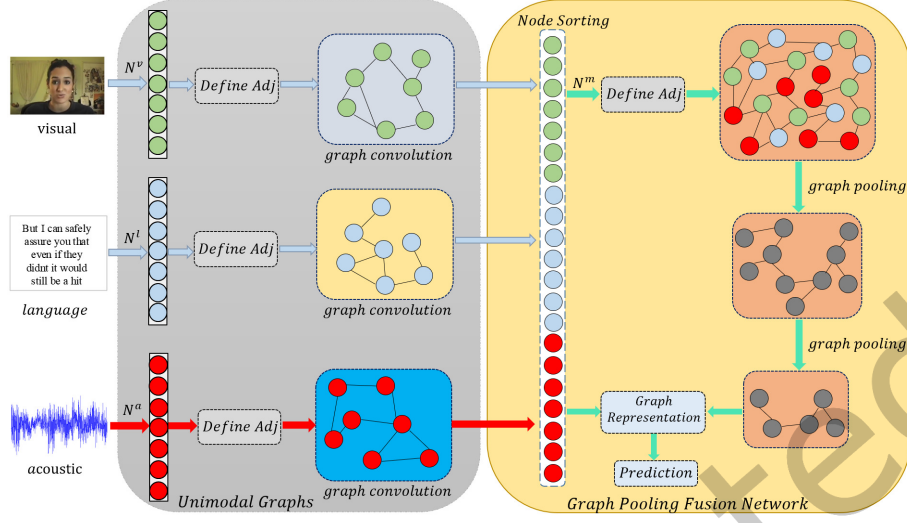 visual
But I can safely
assure you that
even if they
didnt it would
still be a hit
language
acoustic
N^v
Define Adj
graph convolution
N^l
Define Adj
graph convolution
N^a
Define Adj
graph convolution
Unimodal Graphs
Node Sorting
N^m
Define Adj
graph pooling
graph pooling
Graph
Representation
Prediction
Graph Pooling Fusion Network
ted